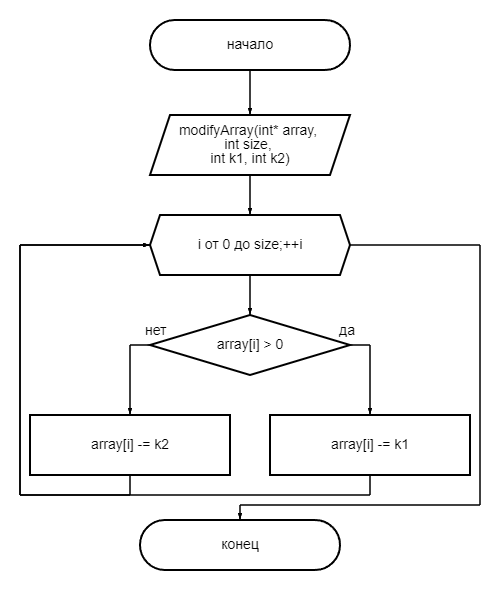 начало
modifyArray(int* array,
int size,
int k1, int k2)
i от 0 до size;++i
нет
да
array[i] > 0
array[i] -= k2
array[i] -= k1
конец